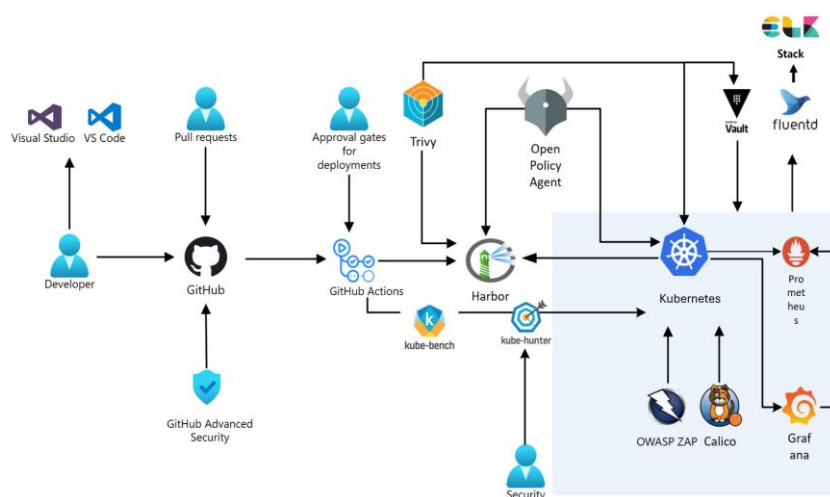 ELK
Stack
Visual Studio
VS Code
Pull requests
Approval gates
for
deployments
Trivy
Open
Policy
Agent
Vault
fluentd
Developer
GitHub
GitHub Actions
Harbor
Kubernetes
Pro
met
heu
s
kube-bench
kube-hunter
GitHub Advanced
Security
OWASP ZAP
Calico
Graf
ana
Security